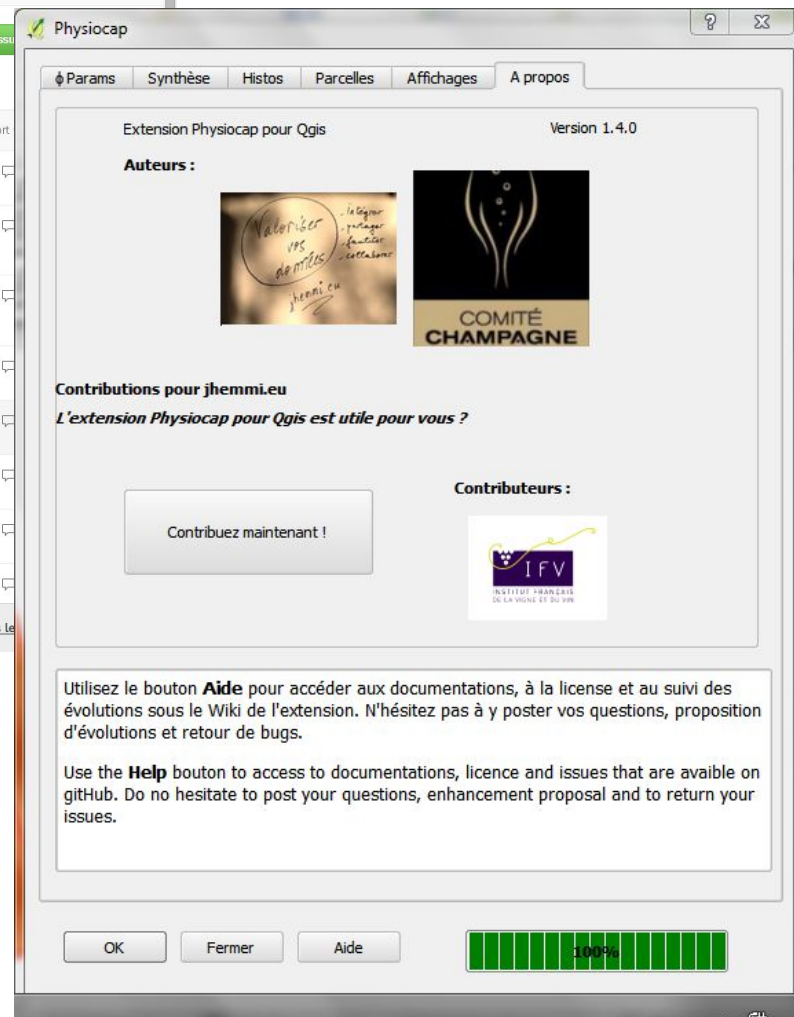 Physiocap
ϕ Params Synthèse Histos Parcelles Affichages A propos
Extension Physiocap pour Qgis Version 1.4.0
Auteurs :
Valoriser
vos
données
- intégrer
- partager
- collaborer
jhemmi.eu
COMITÉ
CHAMPAGNE
Contributions pour jhemmi.eu
L'extension Physiocap pour Qgis est utile pour vous ?
Contribuez maintenant !
Contributeurs :
IFV
INSTITUT FRANÇAIS
DE LA VIGNE ET DU VIN
Utilisez le bouton Aide pour accéder aux documentations, à la license et au suivi des
évolutions sous le Wiki de l'extension. N'hésitez pas à y poster vos questions, proposition
d'évolutions et retour de bugs.
Use the Help bouton to access to documentations, licence and issues that are avaible on
gitHub. Do no hesitate to post your questions, enhancement proposal and to return your
issues.
OK Fermer Aide 100%